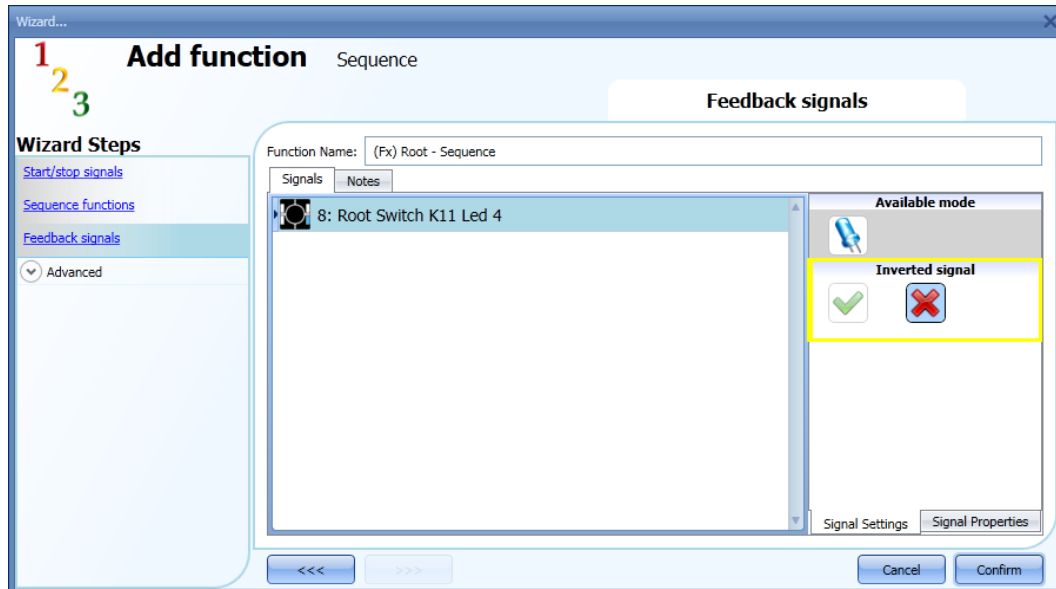 Wizard...
1 2 3
Add function Sequence
Feedback signals
Wizard Steps
Start/stop signals
Sequence functions
Feedback signals
Advanced
Function Name: (Fx) Root - Sequence
Signals Notes
8: Root Switch K11 Led 4
Available mode
Inverted signal
Signal Settings Signal Properties
<<< >>> Cancel Confirm